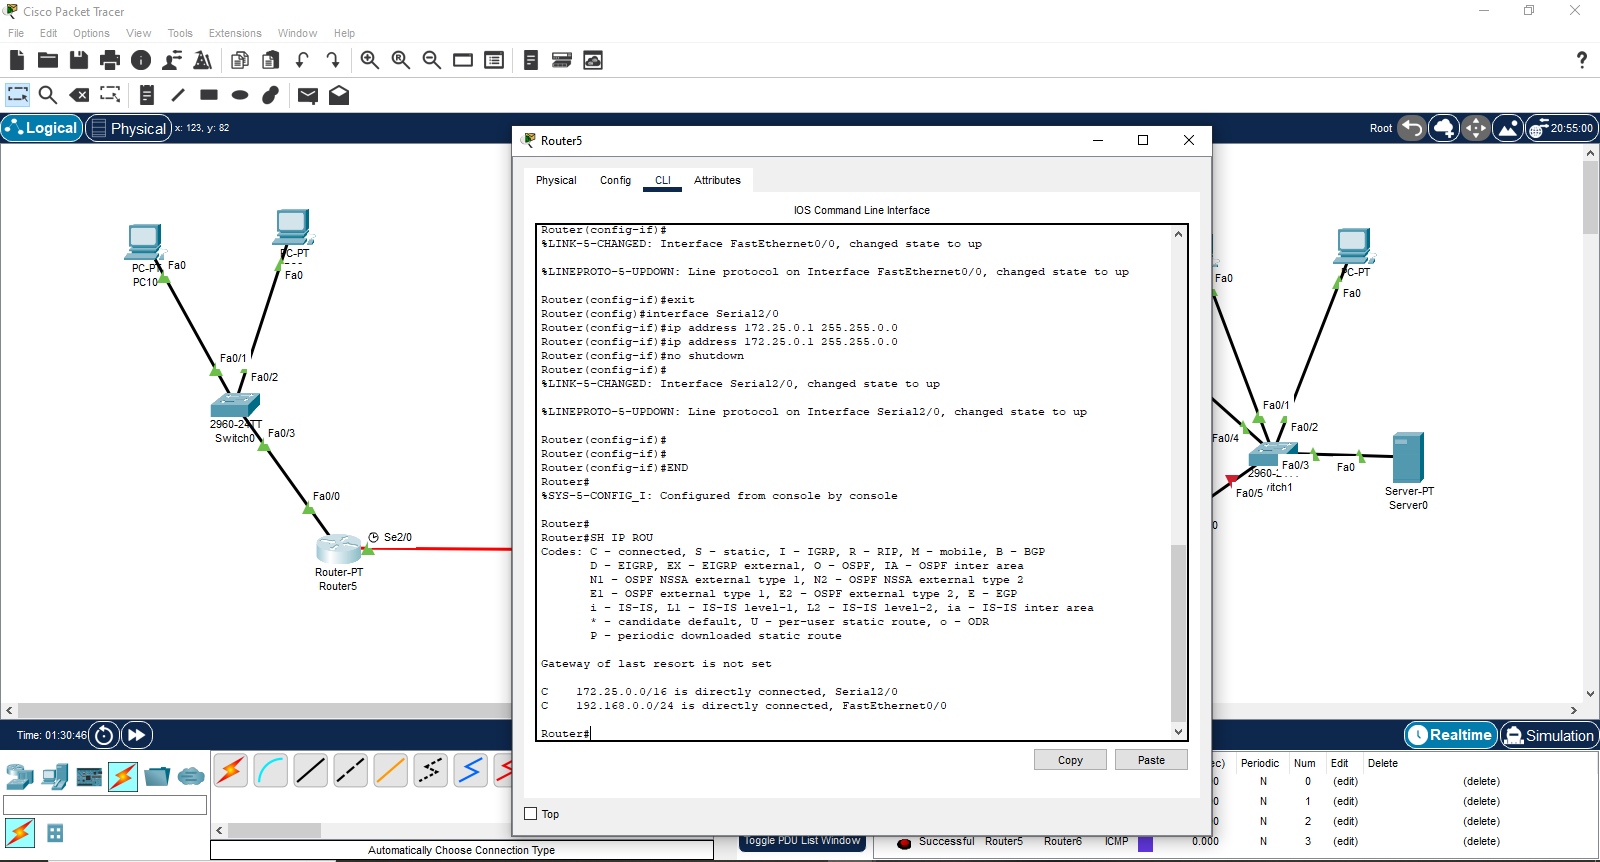 Cisco Packet Tracer
File Edit Options View Tools Extensions Window Help
Logical Physical x: 123, y: 82
Root 20:55:00
Router5
Physical Config CLI Attributes
IOS Command Line Interface
Router(config-if)#
%LINK-5-CHANGED: Interface FastEthernet0/0, changed state to up
%LINEPROTO-5-UPDOWN: Line protocol on Interface FastEthernet0/0, changed state to up
Router(config-if)#exit
Router(config)#interface Serial2/0
Router(config-if)#ip address 172.25.0.1 255.255.0.0
Router(config-if)#ip address 172.25.0.1 255.255.0.0
Router(config-if)#no shutdown
Router(config-if)#
%LINK-5-CHANGED: Interface Serial2/0, changed state to up
%LINEPROTO-5-UPDOWN: Line protocol on Interface Serial2/0, changed state to up
Router(config-if)#
Router(config-if)#
Router(config-if)#END
Router#
%SYS-5-CONFIG_I: Configured from console by console
Router#
Router#SH IP ROU
Codes: C - connected, S - static, I - IGRP, R - RIP, M - mobile, B - BGP
D - EIGRP, EX - EIGRP external, O - OSPF, IA - OSPF inter area
N1 - OSPF NSSA external type 1, N2 - OSPF NSSA external type 2
E1 - OSPF external type 1, E2 - OSPF external type 2, E - EGP
i - IS-IS, L1 - IS-IS level-1, L2 - IS-IS level-2, ia - IS-IS inter area
* - candidate default, U - per-user static route, o - ODR
P - periodic downloaded static route
Gateway of last resort is not set
C 172.25.0.0/16 is directly connected, Serial2/0
C 192.168.0.0/24 is directly connected, FastEthernet0/0
Router#
Copy Paste
Top
PC-PT
Fa0
PC10
PC-PT
Fa0
Fa0/1
Fa0/2
2960-24TT
Switch0
Fa0/3
Fa0/0
Se2/0
Router-PT
Router5
Fa0
PC-PT
Fa0
Fa0/1
Fa0/2
Fa0/4
Fa0/3
Fa0
Fa0/5
Server-PT
Server0
Time: 01:30:46
Realtime Simulation
Periodic Num Edit Delete
N 0 (edit) (delete)
N 1 (edit) (delete)
N 2 (edit) (delete)
Successful Router5 Router6 ICMP 0.000 N 3 (edit) (delete)
Toggle PDU List Window
Automatically Choose Connection Type